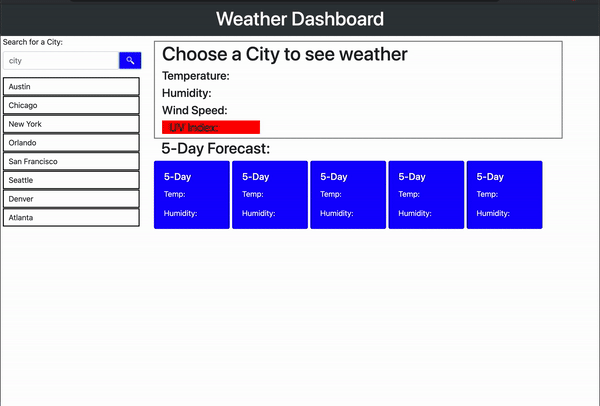 Weather Dashboard
Search for a City:
city
Austin
Chicago
New York
Orlando
San Francisco
Seattle
Denver
Atlanta
Choose a City to see weather
Temperature:
Humidity:
Wind Speed:
UV Index:
5-Day Forecast:
5-Day
Temp:
Humidity:
5-Day
Temp:
Humidity:
5-Day
Temp:
Humidity:
5-Day
Temp:
Humidity:
5-Day
Temp:
Humidity: